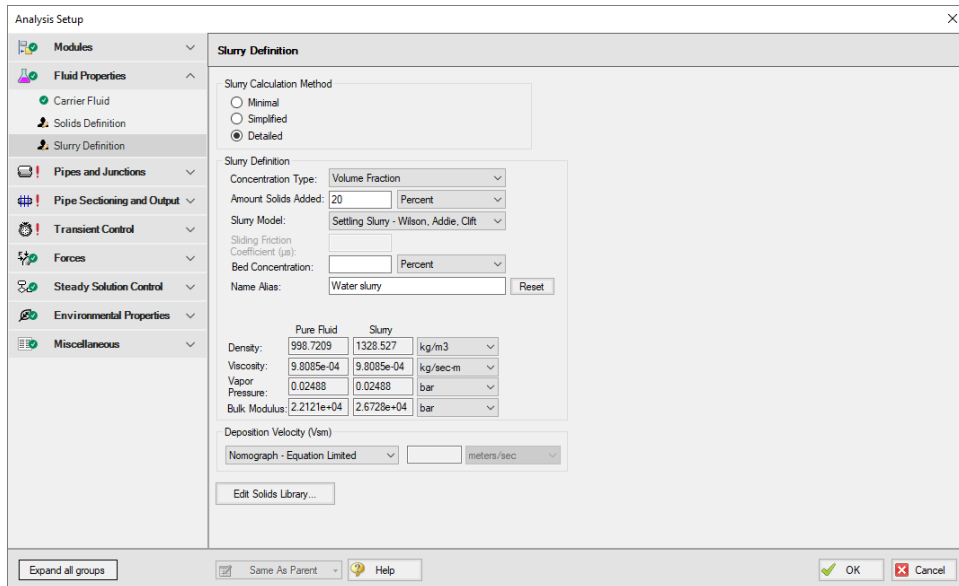 Analysis Setup
Modules
Fluid Properties
Carrier Fluid
Solids Definition
Slurry Definition
Pipes and Junctions
Pipe Sectioning and Output
Transient Control
Forces
Steady Solution Control
Environmental Properties
Miscellaneous
Slurry Definition
Slurry Calculation Method
Minimal
Simplified
Detailed
Slurry Definition
Concentration Type: Volume Fraction
Amount Solids Added: 20 Percent
Slurry Model: Settling Slurry - Wilson, Addie, Clift
Sliding Friction
Coefficient (µs):
Bed Concentration: Percent
Name Alias: Water slurry Reset
Pure Fluid Slurry
Density: 998.7209 1328.527 kg/m3
Viscosity: 9.8085e-04 9.8085e-04 kg/sec-m
Vapor
Pressure: 0.02488 0.02488 bar
Bulk Modulus: 2.2121e+04 2.6728e+04 bar
Deposition Velocity (Vsm)
Nomograph - Equation Limited meters/sec
Edit Solids Library...
Expand all groups Same As Parent Help OK Cancel